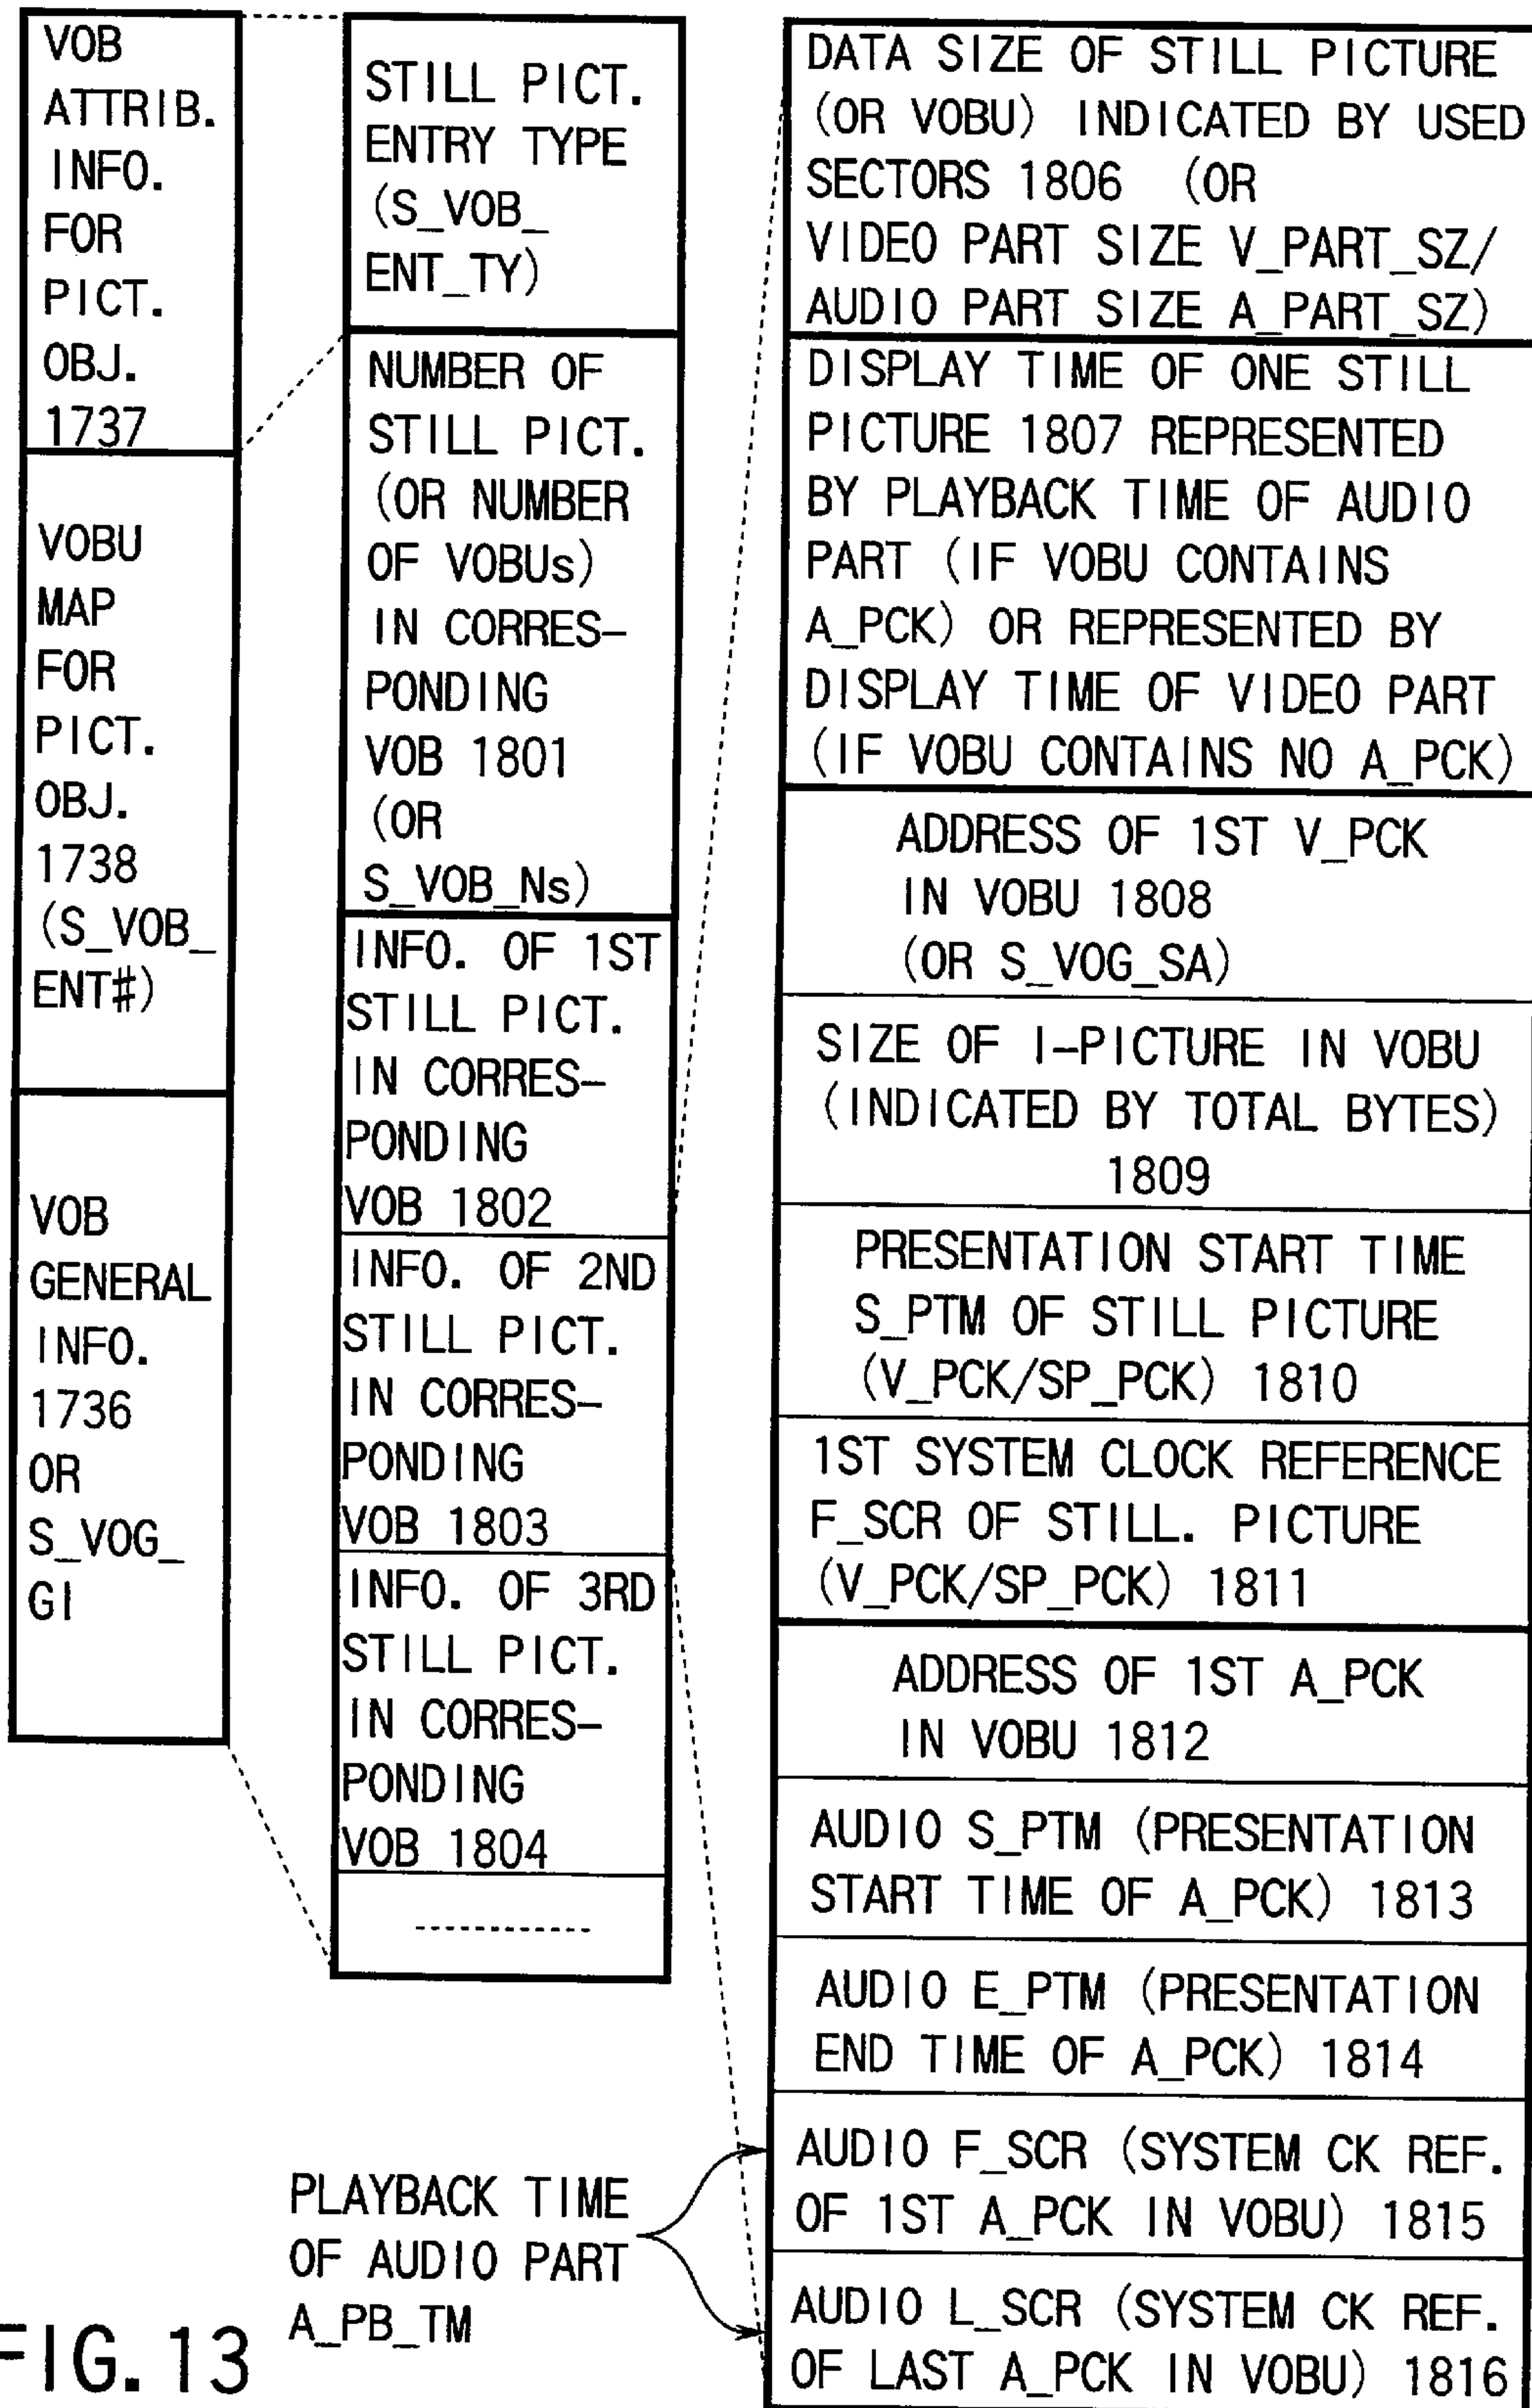 VOB
ATTRIB.
INFO.
FOR
PICT.
OBJ.
1737
VOBU
MAP
FOR
PICT.
OBJ.
1738
(S_VOB_
ENT#)
VOB
GENERAL
INFO.
1736
OR
S_VOG_
GI
STILL PICT.
ENTRY TYPE
(S_VOB_
ENT_TY)
NUMBER OF
STILL PICT.
(OR NUMBER
OF VOBUs)
IN CORRES-
PONDING
VOB 1801
(OR
S_VOB_Ns)
INFO. OF 1ST
STILL PICT.
IN CORRES-
PONDING
VOB 1802
INFO. OF 2ND
STILL PICT.
IN CORRES-
PONDING
VOB 1803
INFO. OF 3RD
STILL PICT.
IN CORRES-
PONDING
VOB 1804
DATA SIZE OF STILL PICTURE
(OR VOBU) INDICATED BY USED
SECTORS 1806 (OR
VIDEO PART SIZE V_PART_SZ/
AUDIO PART SIZE A_PART_SZ)
DISPLAY TIME OF ONE STILL
PICTURE 1807 REPRESENTED
BY PLAYBACK TIME OF AUDIO
PART (IF VOBU CONTAINS
A_PCK) OR REPRESENTED BY
DISPLAY TIME OF VIDEO PART
(IF VOBU CONTAINS NO A_PCK)
ADDRESS OF 1ST V_PCK
IN VOBU 1808
(OR S_VOG_SA)
SIZE OF I-PICTURE IN VOBU
(INDICATED BY TOTAL BYTES)
1809
PRESENTATION START TIME
S_PTM OF STILL PICTURE
(V_PCK/SP_PCK) 1810
1ST SYSTEM CLOCK REFERENCE
F_SCR OF STILL. PICTURE
(V_PCK/SP_PCK) 1811
ADDRESS OF 1ST A_PCK
IN VOBU 1812
AUDIO S_PTM (PRESENTATION
START TIME OF A_PCK) 1813
AUDIO E_PTM (PRESENTATION
END TIME OF A_PCK) 1814
AUDIO F_SCR (SYSTEM CK REF.
OF 1ST A_PCK IN VOBU) 1815
AUDIO L_SCR (SYSTEM CK REF.
OF LAST A_PCK IN VOBU) 1816
PLAYBACK TIME
OF AUDIO PART
A_PB_TM
FIG. 13